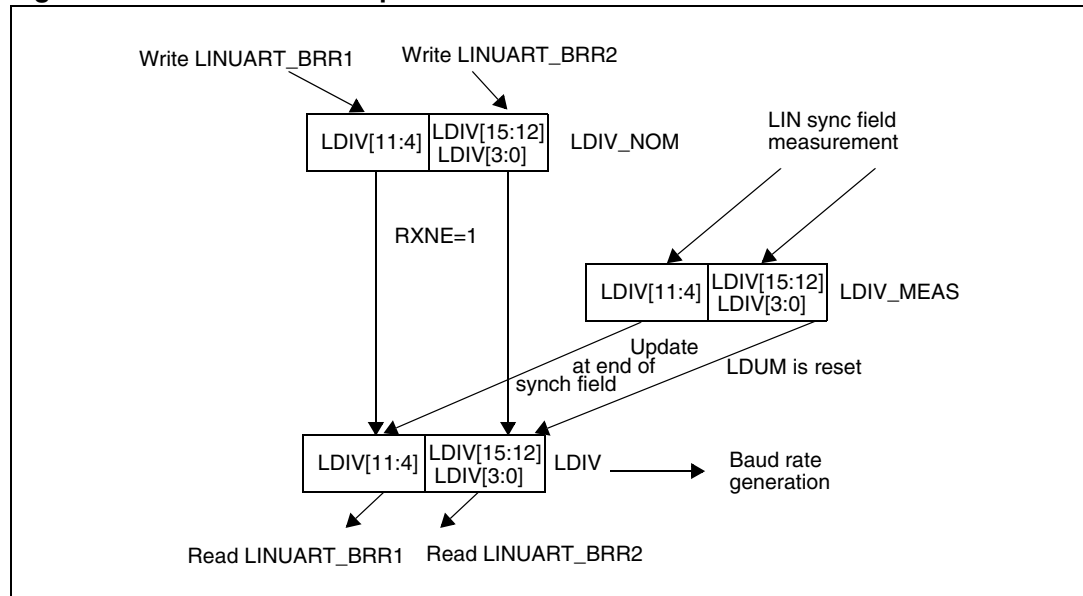 Write LINUART_BRR1
Write LINUART_BRR2
LDIV[11:4]
LDIV[15:12]
LDIV[3:0]
LDIV_NOM
LIN sync field
measurement
RXNE=1
LDIV[11:4]
LDIV[15:12]
LDIV[3:0]
LDIV_MEAS
Update
at end of
synch field
LDUM is reset
LDIV[11:4]
LDIV[15:12]
LDIV[3:0]
LDIV
Baud rate
generation
Read LINUART_BRR1
Read LINUART_BRR2